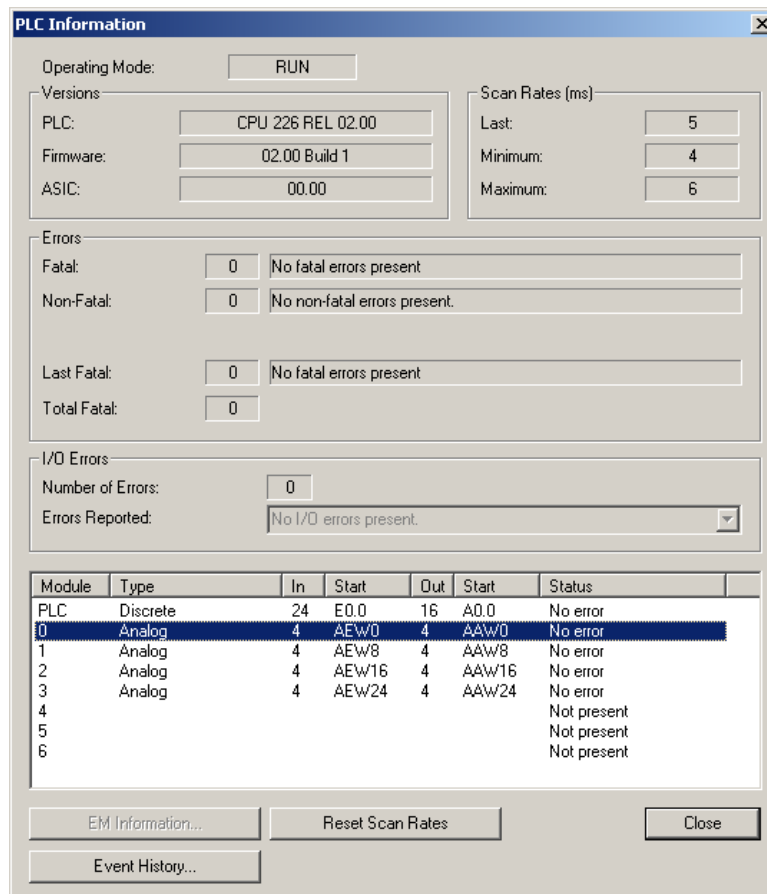 PLC Information
Operating Mode: RUN
Versions
PLC: CPU 226 REL 02.00
Firmware: 02.00 Build 1
ASIC: 00.00
Scan Rates (ms)
Last: 5
Minimum: 4
Maximum: 6
Errors
Fatal: 0 No fatal errors present
Non-Fatal: 0 No non-fatal errors present.
Last Fatal: 0 No fatal errors present
Total Fatal: 0
I/O Errors
Number of Errors: 0
Errors Reported: No I/O errors present.
Module Type In Start Out Start Status
PLC Discrete 24 E0.0 16 A0.0 No error
0 Analog 4 AEW0 4 AAW0 No error
1 Analog 4 AEW8 4 AAW8 No error
2 Analog 4 AEW16 4 AAW16 No error
3 Analog 4 AEW24 4 AAW24 No error
4 Not present
5 Not present
6 Not present
EM Information... Reset Scan Rates Close
Event History...